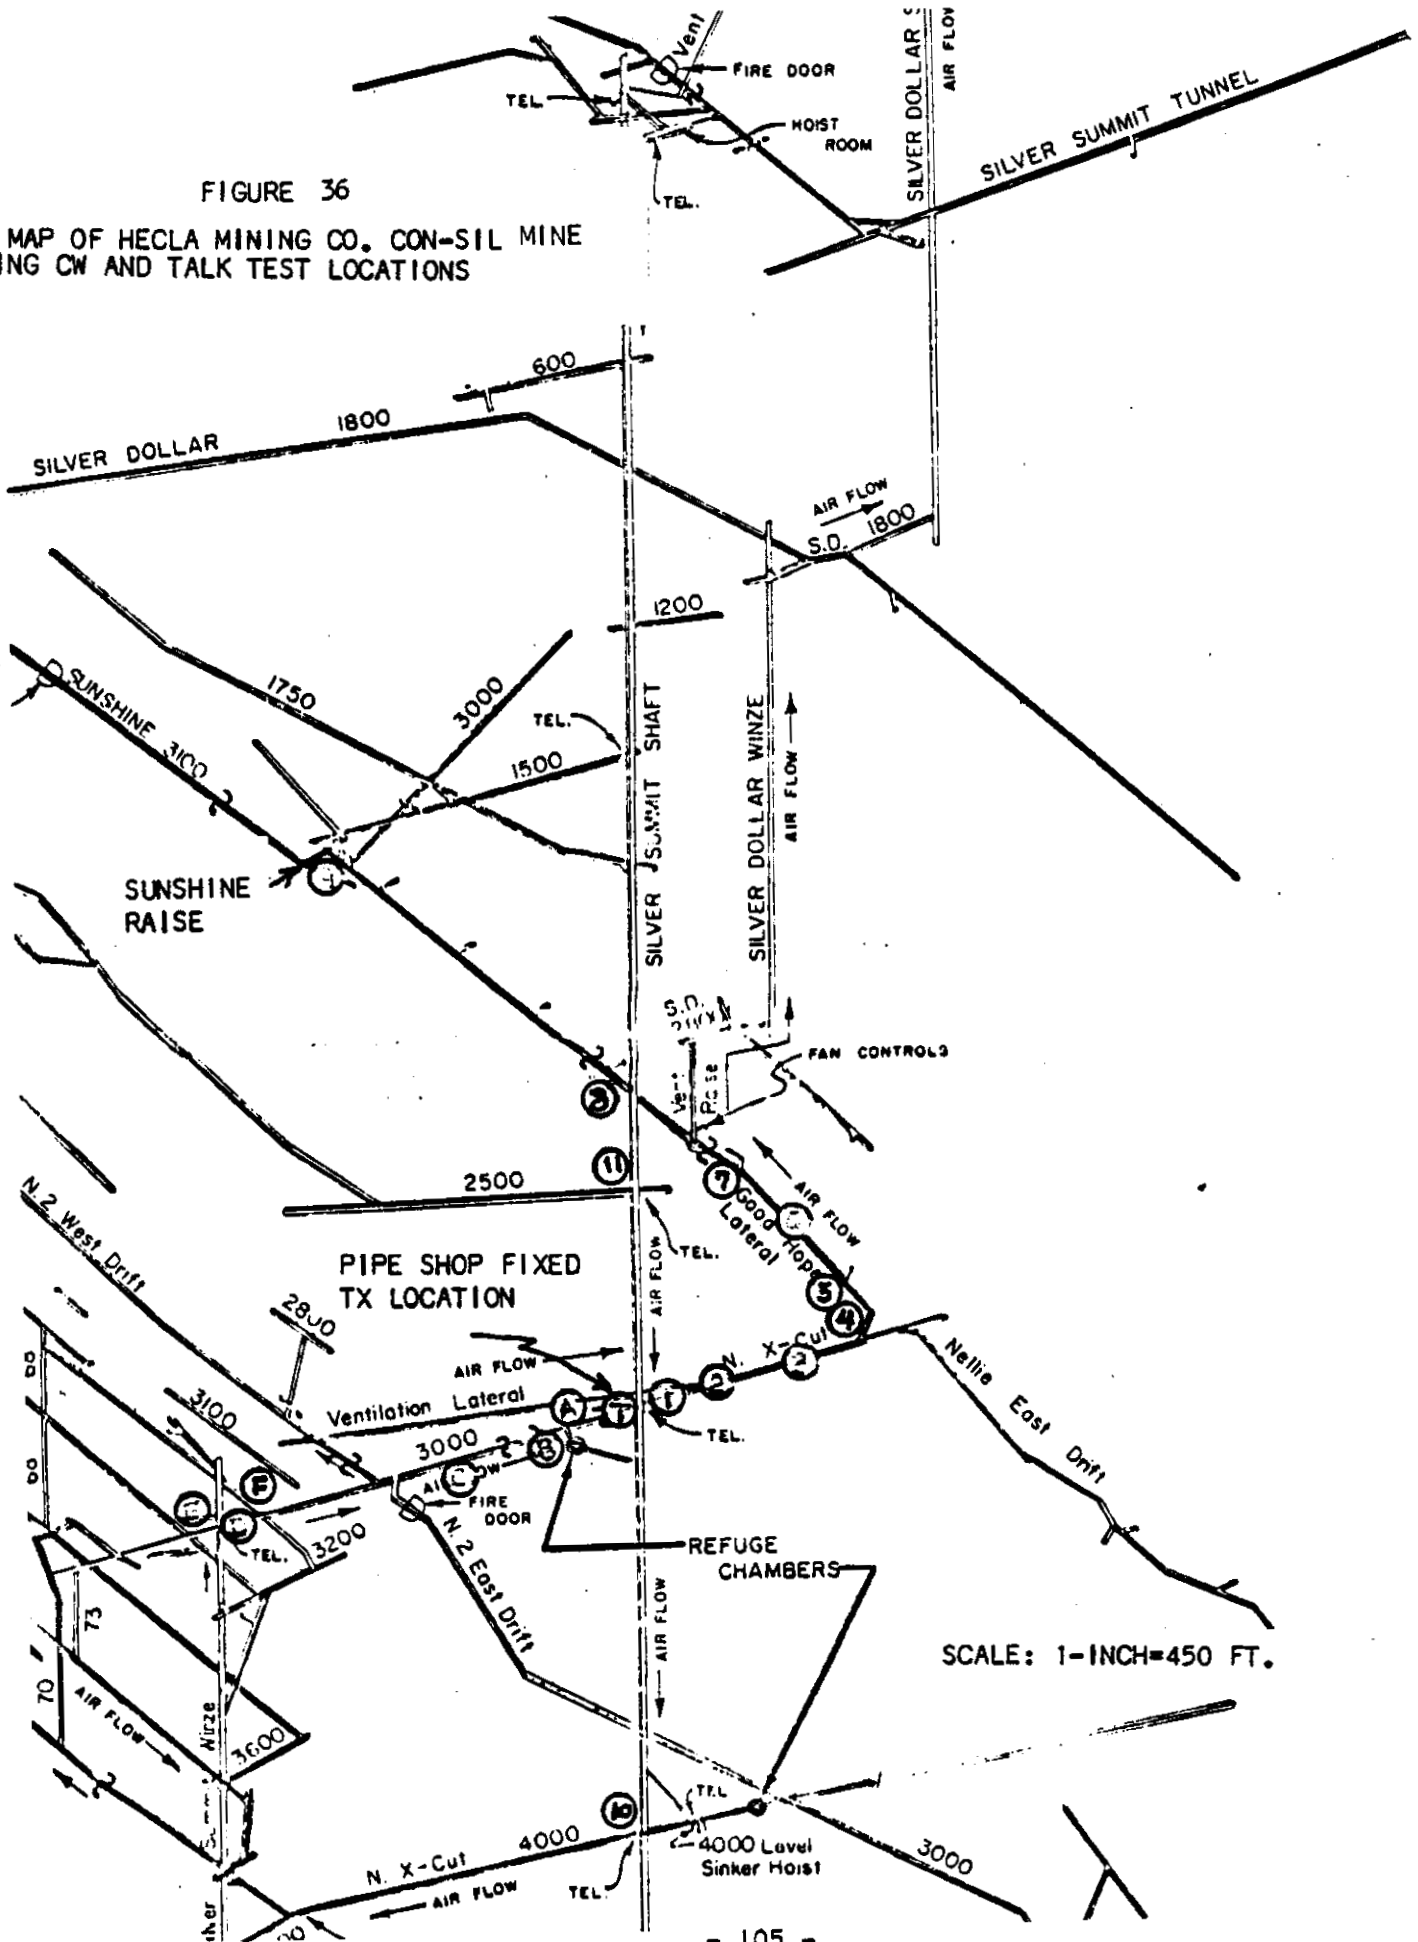 Vent
FIRE DOOR
TEL.
HOIST
ROOM
TEL.
SILVER DOLLAR
AIR FLOW
SILVER SUMMIT TUNNEL
FIGURE 36
MAP OF HECLA MINING CO. CON-SIL MINE
ING CW AND TALK TEST LOCATIONS
600
SILVER DOLLAR 1800
AIR FLOW
S.D. 1800
1200
SUNSHINE 3100
1750
3000
TEL.
1500
SILVER SUMMIT SHAFT
SILVER DOLLAR WINZE
AIR FLOW
SUNSHINE
RAISE
S.D.
FAN CONTROLS
Vent
Raise
3
11
2500
7
Good Hope
Lateral
AIR FLOW
TEL.
AIR FLOW
N. 2 West Drift
PIPE SHOP FIXED
TX LOCATION
2800
5
4
N. X-Cut
AIR FLOW
Ventilation Lateral
A
T
1
2
2
TEL.
Nellie East Drift
3100
3000
B
C
AIR FLOW
F
E
TEL.
3200
FIRE
DOOR
N. 2 East Drift
REFUGE
CHAMBERS
73
70
AIR FLOW
AIR FLOW
SCALE: 1-INCH=450 FT.
3600
TEL
10
4000
4000 Level
Sinker Hoist
3000
N. X-Cut
AIR FLOW
TEL.
- 105 -